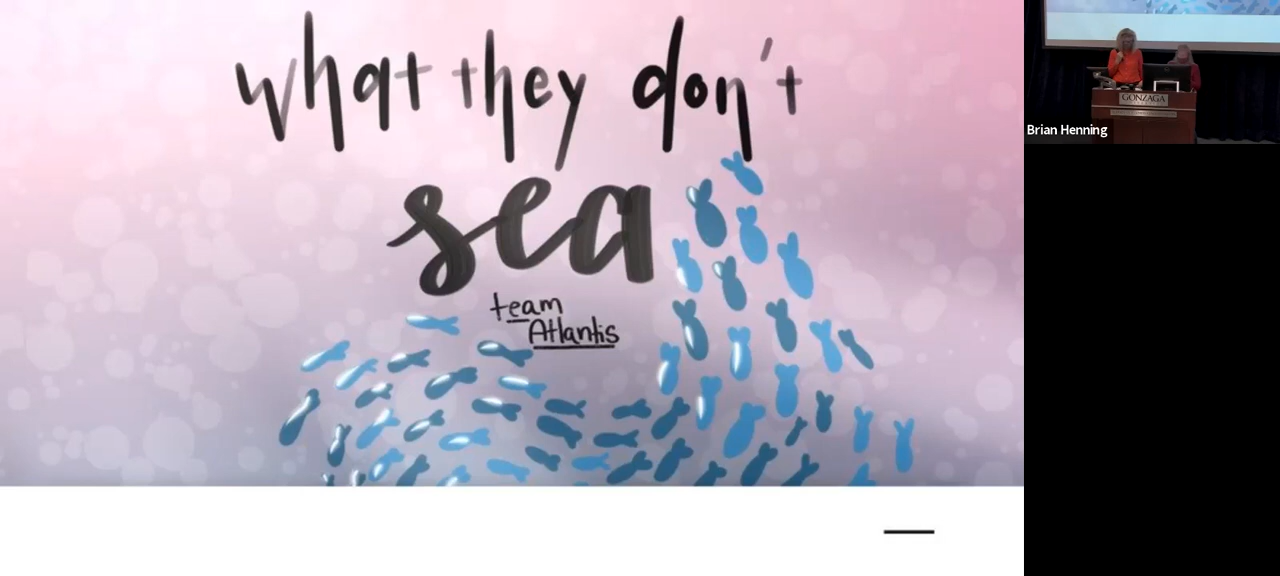 what they don't
sea
team
Atlantis
GONZAGA
Brian Henning